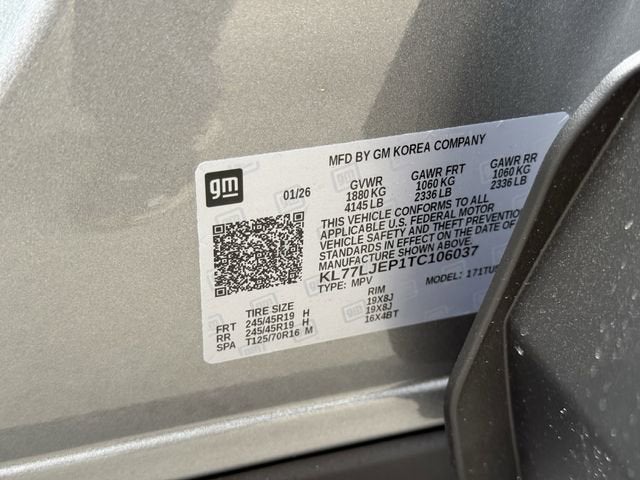 MFD BY GM KOREA COMPANY
gm
01/26
GVWR
1880 KG
4145 LB
GAWR FRT
1060 KG
2336 LB
GAWR RR
1060 KG
2336 LB
THIS VEHICLE CONFORMS TO ALL
APPLICABLE U.S. FEDERAL MOTOR
VEHICLE SAFETY AND THEFT PREVENTIO
STANDARDS IN EFFECT ON THE DATE OF
MANUFACTURE SHOWN ABOVE.
KL77LJEP1TC106037
TYPE: MPV
MODEL: 171TU5
TIRE SIZE RIM
FRT 245/45R19 H 19X8J
RR 245/45R19 H 19X8J
SPA T125/70R16 M 16X4BT